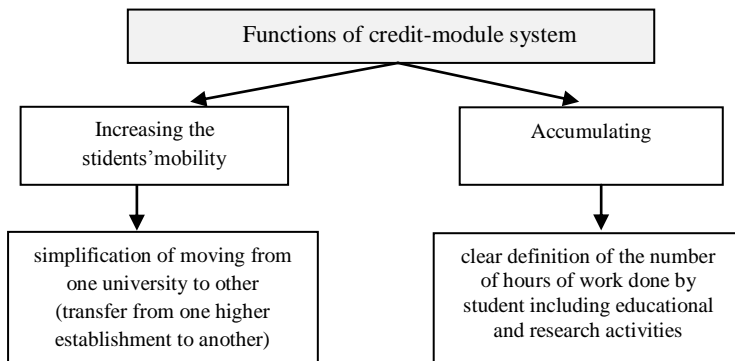 Functions of credit-module system
Increasing the
stidents’mobility
Accumulating
simplification of moving from
one university to other
(transfer from one higher
establishment to another)
clear definition of the number
of hours of work done by
student including educational
and research activities